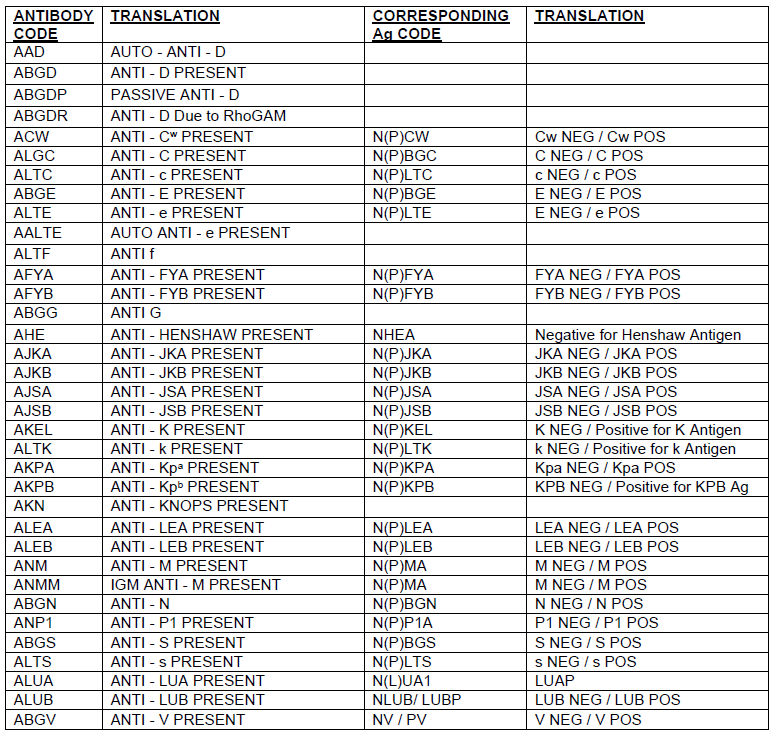 ANTIBODY CODE TRANSLATION CORRESPONDING Ag CODE TRANSLATION
AAD AUTO - ANTI - D
ABGD ANTI - D PRESENT
ABGDP PASSIVE ANTI - D
ABGDR ANTI - D Due to RhoGAM
ACW ANTI - Cʷ PRESENT N(P)CW Cw NEG / Cw POS
ALGC ANTI - C PRESENT N(P)BGC C NEG / C POS
ALTC ANTI - c PRESENT N(P)LTC c NEG / c POS
ABGE ANTI - E PRESENT N(P)BGE E NEG / E POS
ALTE ANTI - e PRESENT N(P)LTE E NEG / e POS
AALTE AUTO ANTI - e PRESENT
ALTF ANTI f
AFYA ANTI - FYA PRESENT N(P)FYA FYA NEG / FYA POS
AFYB ANTI - FYB PRESENT N(P)FYB FYB NEG / FYB POS
ABGG ANTI G
AHE ANTI - HENSHAW PRESENT NHEA Negative for Henshaw Antigen
AJKA ANTI - JKA PRESENT N(P)JKA JKA NEG / JKA POS
AJKB ANTI - JKB PRESENT N(P)JKB JKB NEG / JKB POS
AJSA ANTI - JSA PRESENT N(P)JSA JSA NEG / JSA POS
AJSB ANTI - JSB PRESENT N(P)JSB JSB NEG / JSB POS
AKEL ANTI - K PRESENT N(P)KEL K NEG / Positive for K Antigen
ALTK ANTI - k PRESENT N(P)LTK k NEG / Positive for k Antigen
AKPA ANTI - Kpᵃ PRESENT N(P)KPA Kpa NEG / Kpa POS
AKPB ANTI - Kpᵇ PRESENT N(P)KPB KPB NEG / Positive for KPB Ag
AKN ANTI - KNOPS PRESENT
ALEA ANTI - LEA PRESENT N(P)LEA LEA NEG / LEA POS
ALEB ANTI - LEB PRESENT N(P)LEB LEB NEG / LEB POS
ANM ANTI - M PRESENT N(P)MA M NEG / M POS
ANMM IGM ANTI - M PRESENT N(P)MA M NEG / M POS
ABGN ANTI - N N(P)BGN N NEG / N POS
ANP1 ANTI - P1 PRESENT N(P)P1A P1 NEG / P1 POS
ABGS ANTI - S PRESENT N(P)BGS S NEG / S POS
ALTS ANTI - s PRESENT N(P)LTS s NEG / s POS
ALUA ANTI - LUA PRESENT N(L)UA1 LUAP
ALUB ANTI - LUB PRESENT NLUB/ LUBP LUB NEG / LUB POS
ABGV ANTI - V PRESENT NV / PV V NEG / V POS